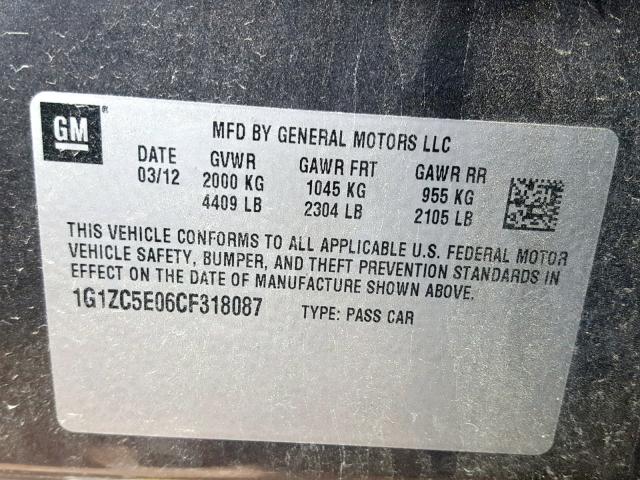 GM ®
MFD BY GENERAL MOTORS LLC
DATE GVWR GAWR FRT GAWR RR
03/12 2000 KG 1045 KG 955 KG
4409 LB 2304 LB 2105 LB
THIS VEHICLE CONFORMS TO ALL APPLICABLE U.S. FEDERAL MOTOR
VEHICLE SAFETY, BUMPER, AND THEFT PREVENTION STANDARDS IN
EFFECT ON THE DATE OF MANUFACTURE SHOWN ABOVE.
1G1ZC5E06CF318087 TYPE: PASS CAR